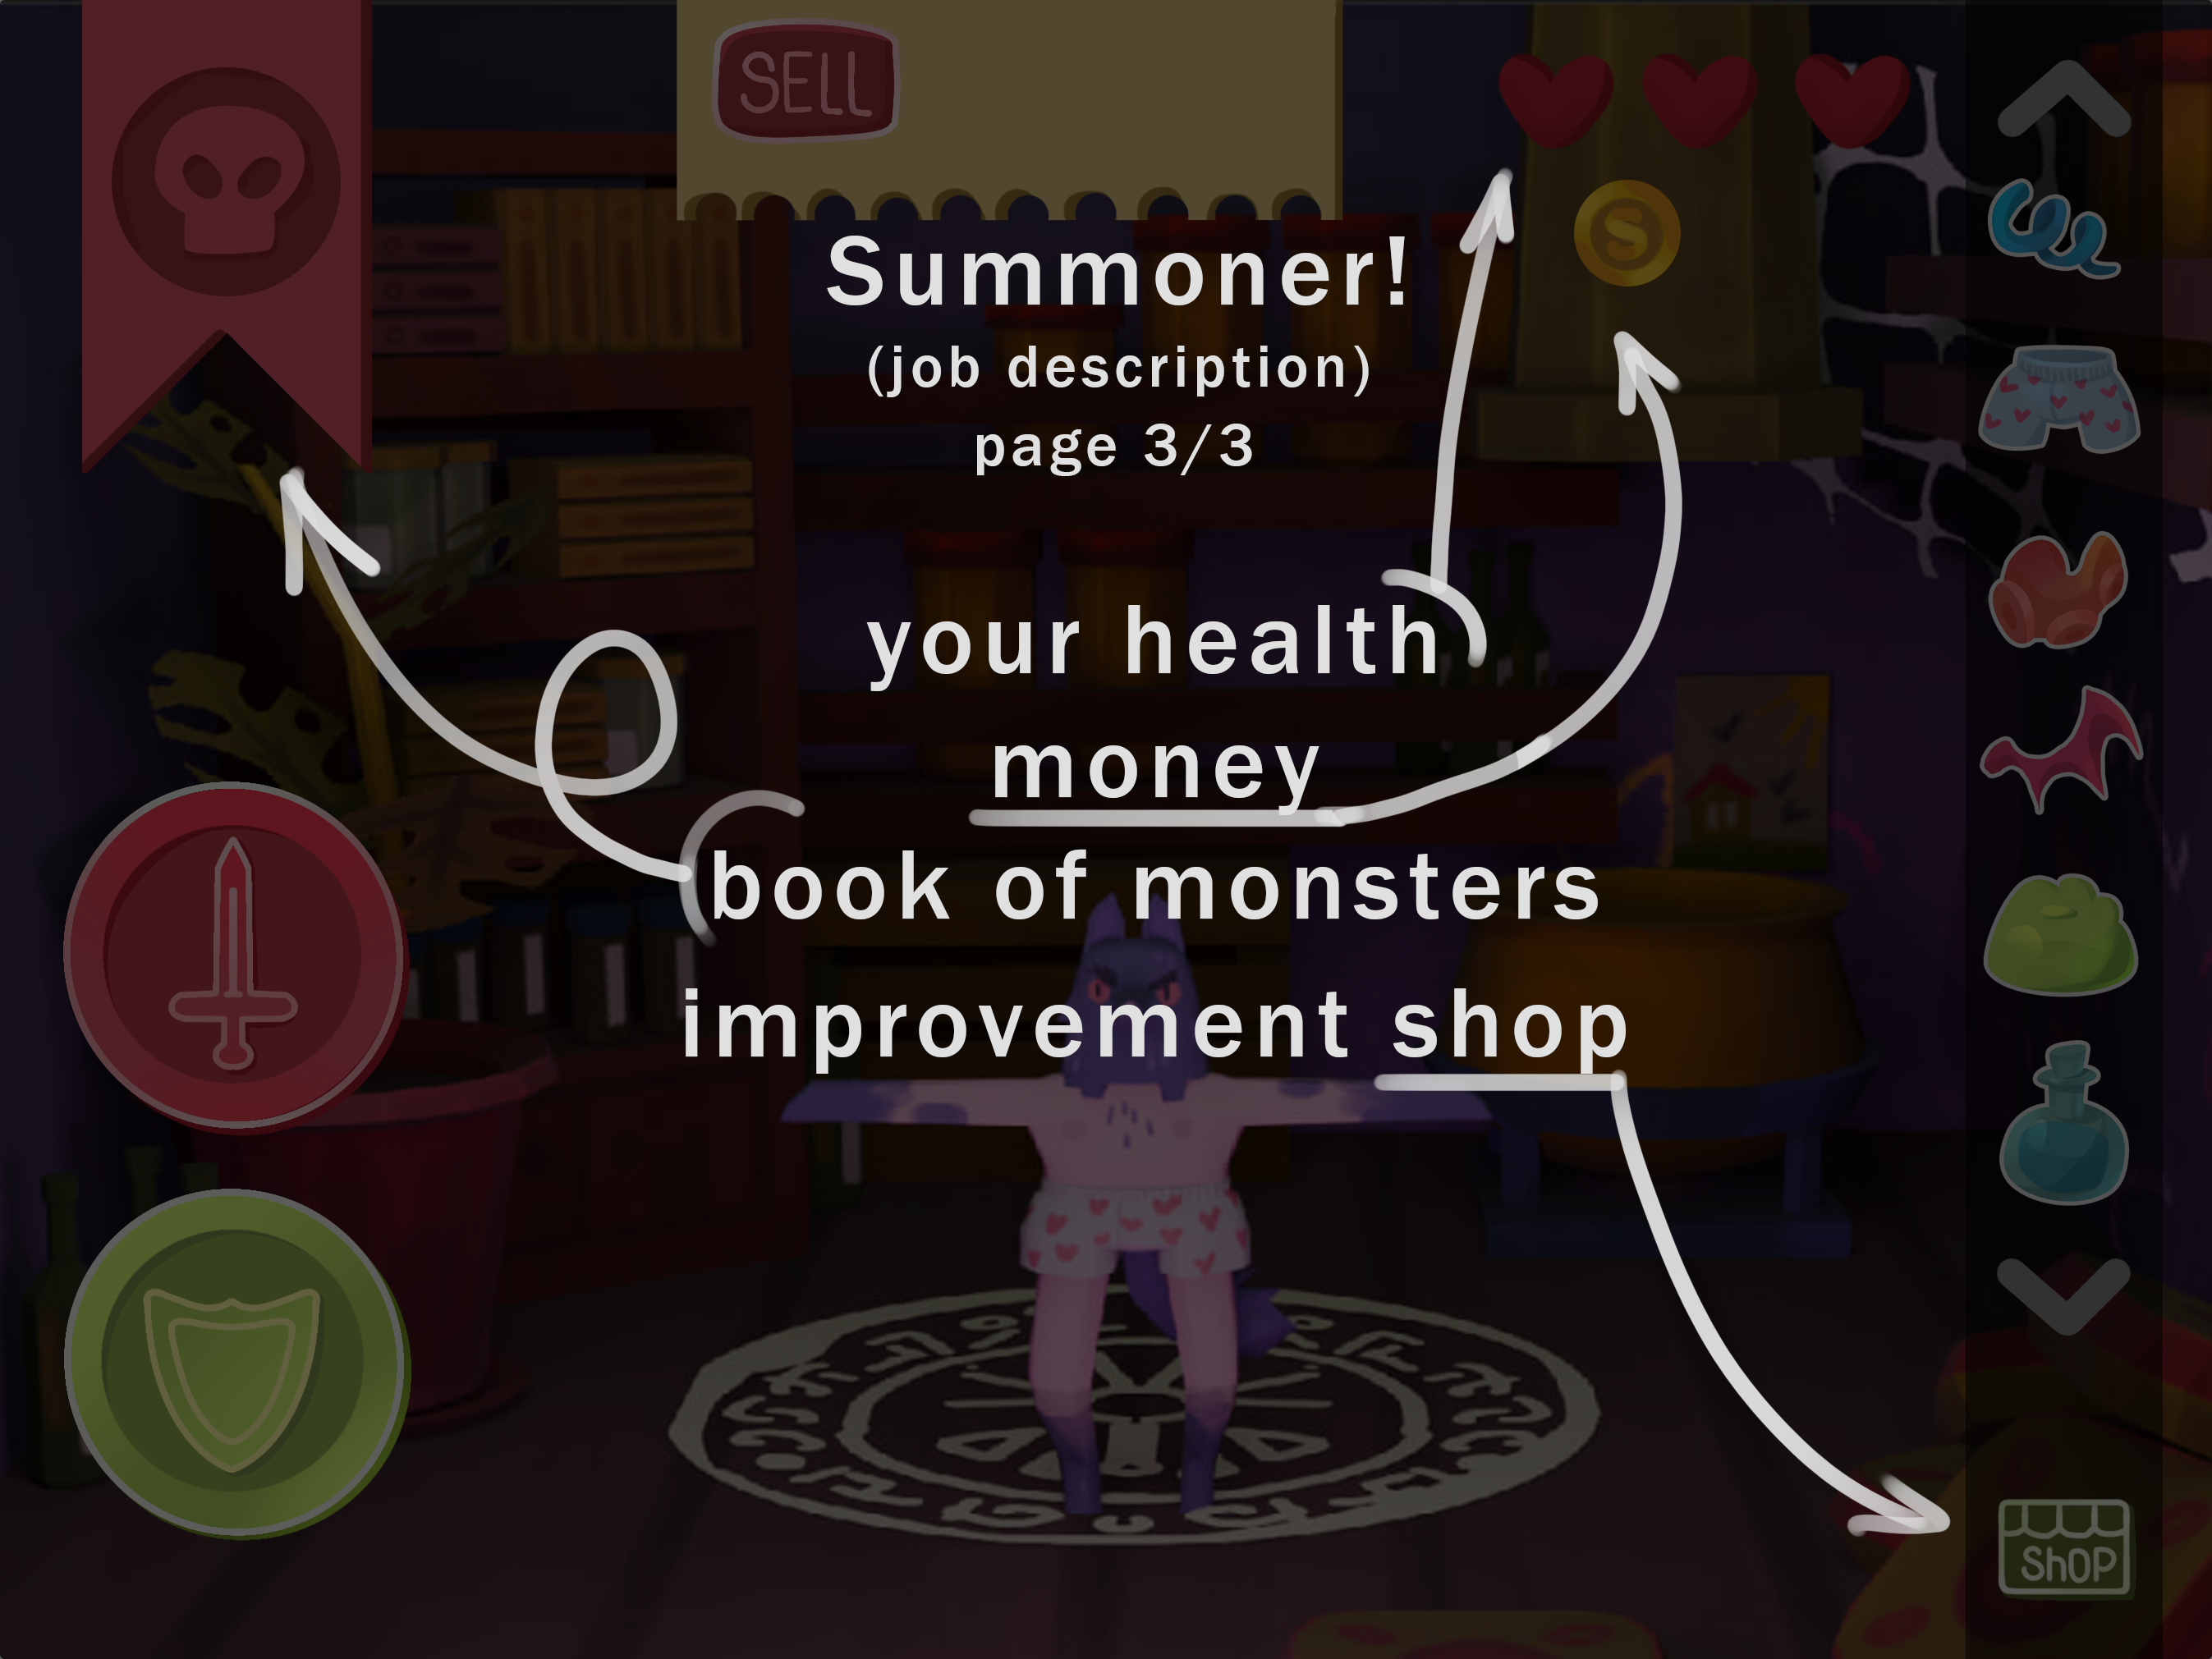 SELL
S
Summoner!
(job description)
page 3/3
your health
money
book of monsters
improvement shop
ShOP